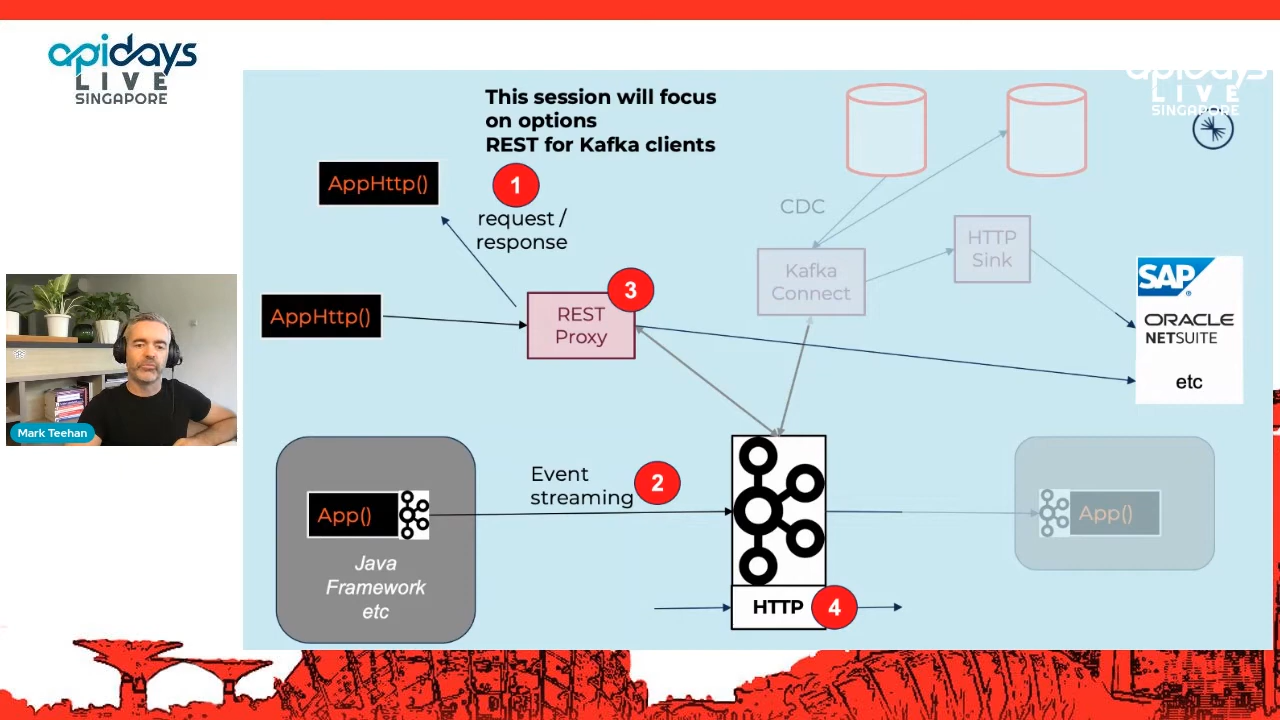 apidays
LIVE
SINGAPORE
apidays
LIVE
SINGAPORE
This session will focus
on options
REST for Kafka clients
AppHttp()
1
request /
response
CDC
HTTP
Sink
Kafka
Connect
3
REST
Proxy
AppHttp()
SAP
®
ORACLE
NETSUITE
etc
Mark Teehan
Event
streaming
2
App()
Java
Framework
etc
App()
HTTP
4